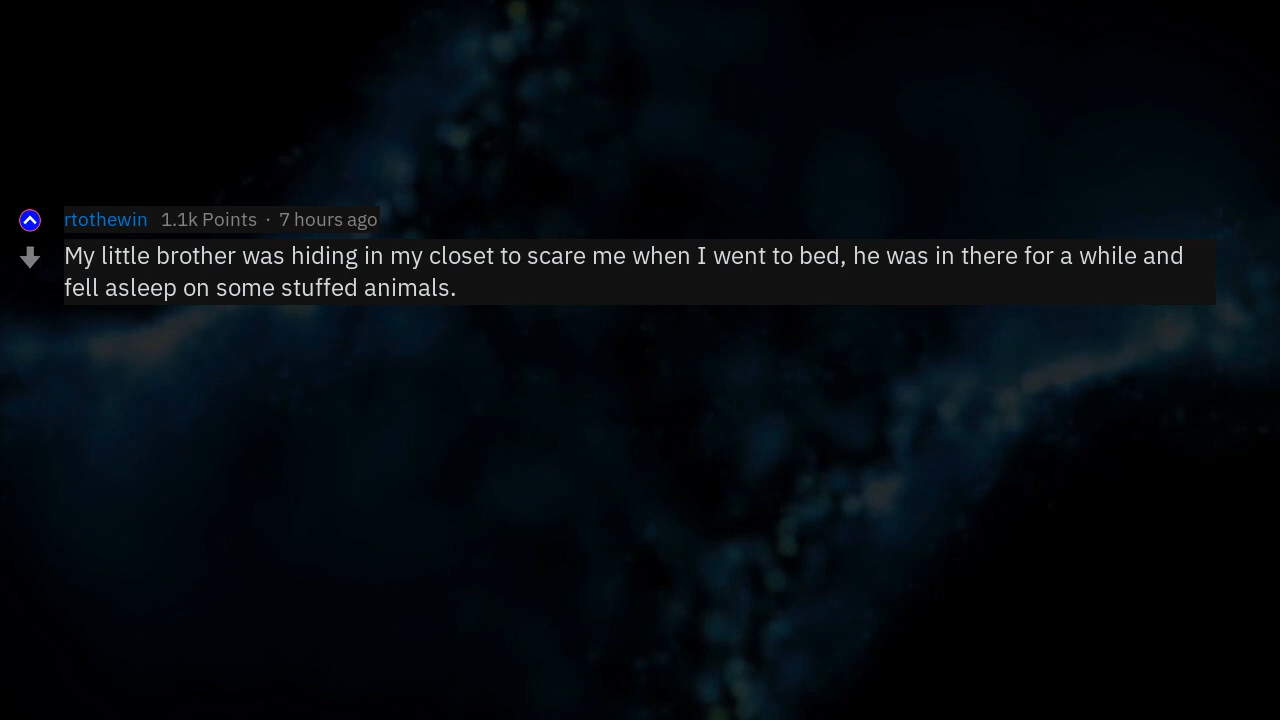 rtothewin 1.1k Points · 7 hours ago
My little brother was hiding in my closet to scare me when I went to bed, he was in there for a while and
fell asleep on some stuffed animals.